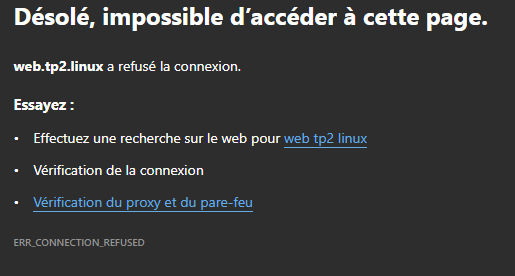 Désolé, impossible d’accéder à cette page.
web.tp2.linux a refusé la connexion.
Essayez :
• Effectuez une recherche sur le web pour web tp2 linux
• Vérification de la connexion
• Vérification du proxy et du pare-feu
ERR_CONNECTION_REFUSED